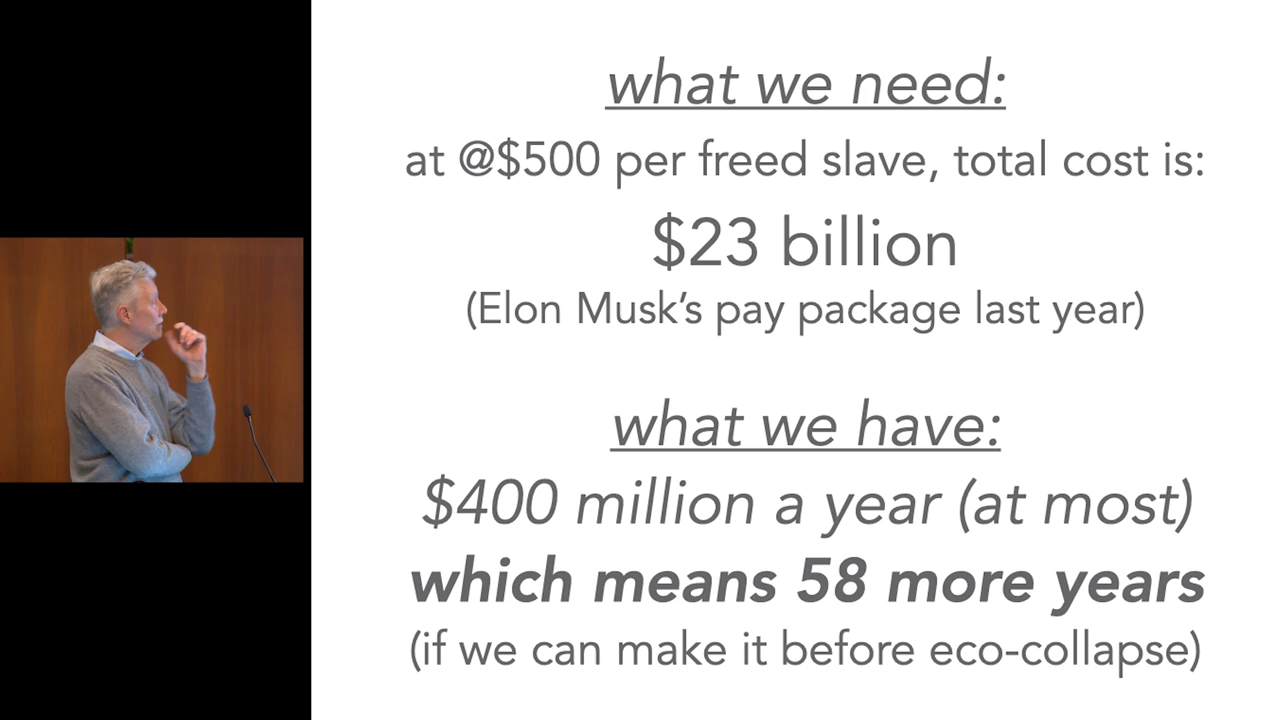 what we need:
at @$500 per freed slave, total cost is:
$23 billion
(Elon Musk’s pay package last year)
what we have:
$400 million a year (at most)
which means 58 more years
(if we can make it before eco-collapse)